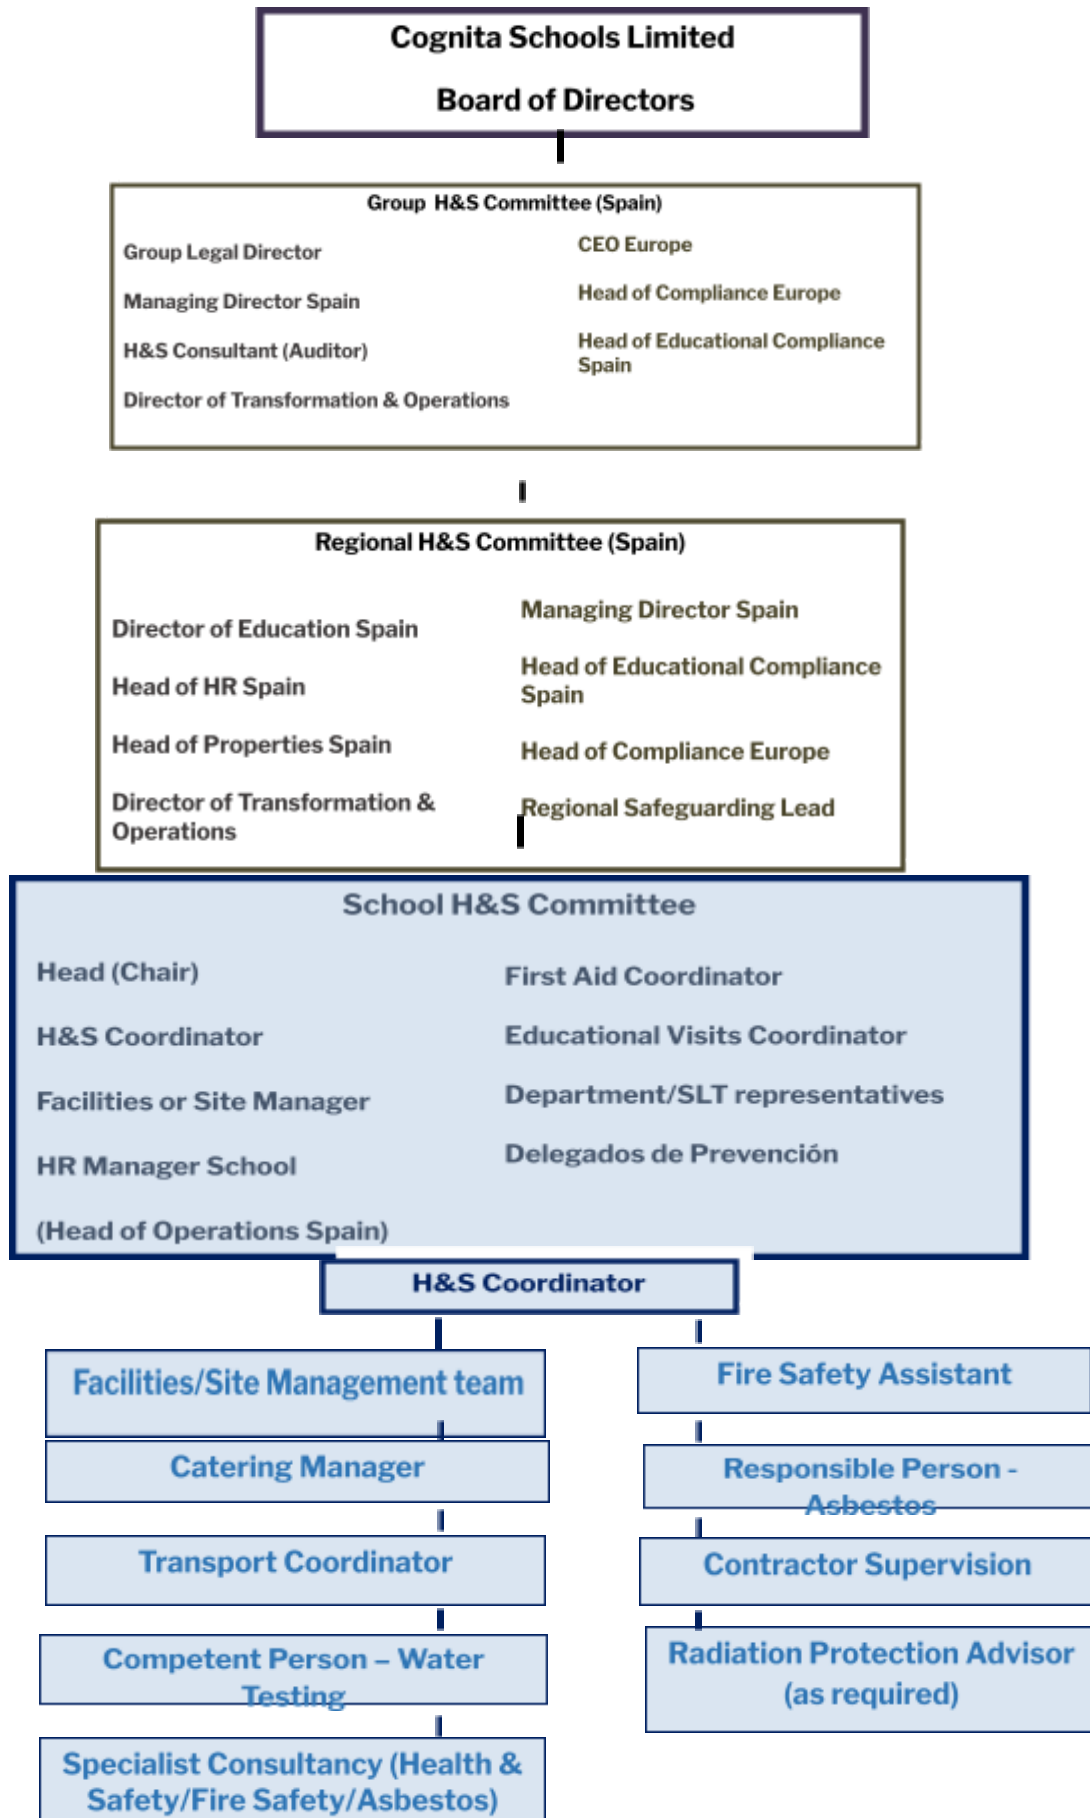 Cognita Schools Limited
Board of Directors
Group H&S Committee (Spain)
Group Legal Director
Managing Director Spain
H&S Consultant (Auditor)
Director of Transformation & Operations
CEO Europe
Head of Compliance Europe
Head of Educational Compliance
Spain
Regional H&S Committee (Spain)
Director of Education Spain
Head of HR Spain
Head of Properties Spain
Director of Transformation &
Operations
Managing Director Spain
Head of Educational Compliance
Spain
Head of Compliance Europe
Regional Safeguarding Lead
School H&S Committee
Head (Chair)
H&S Coordinator
Facilities or Site Manager
HR Manager School
(Head of Operations Spain)
First Aid Coordinator
Educational Visits Coordinator
Department/SLT representatives
Delegados de Prevención
H&S Coordinator
Facilities/Site Management team
Catering Manager
Transport Coordinator
Competent Person – Water
Testing
Specialist Consultancy (Health &
Safety/Fire Safety/Asbestos)
Fire Safety Assistant
Responsible Person -
Asbestos
Contractor Supervision
Radiation Protection Advisor
(as required)